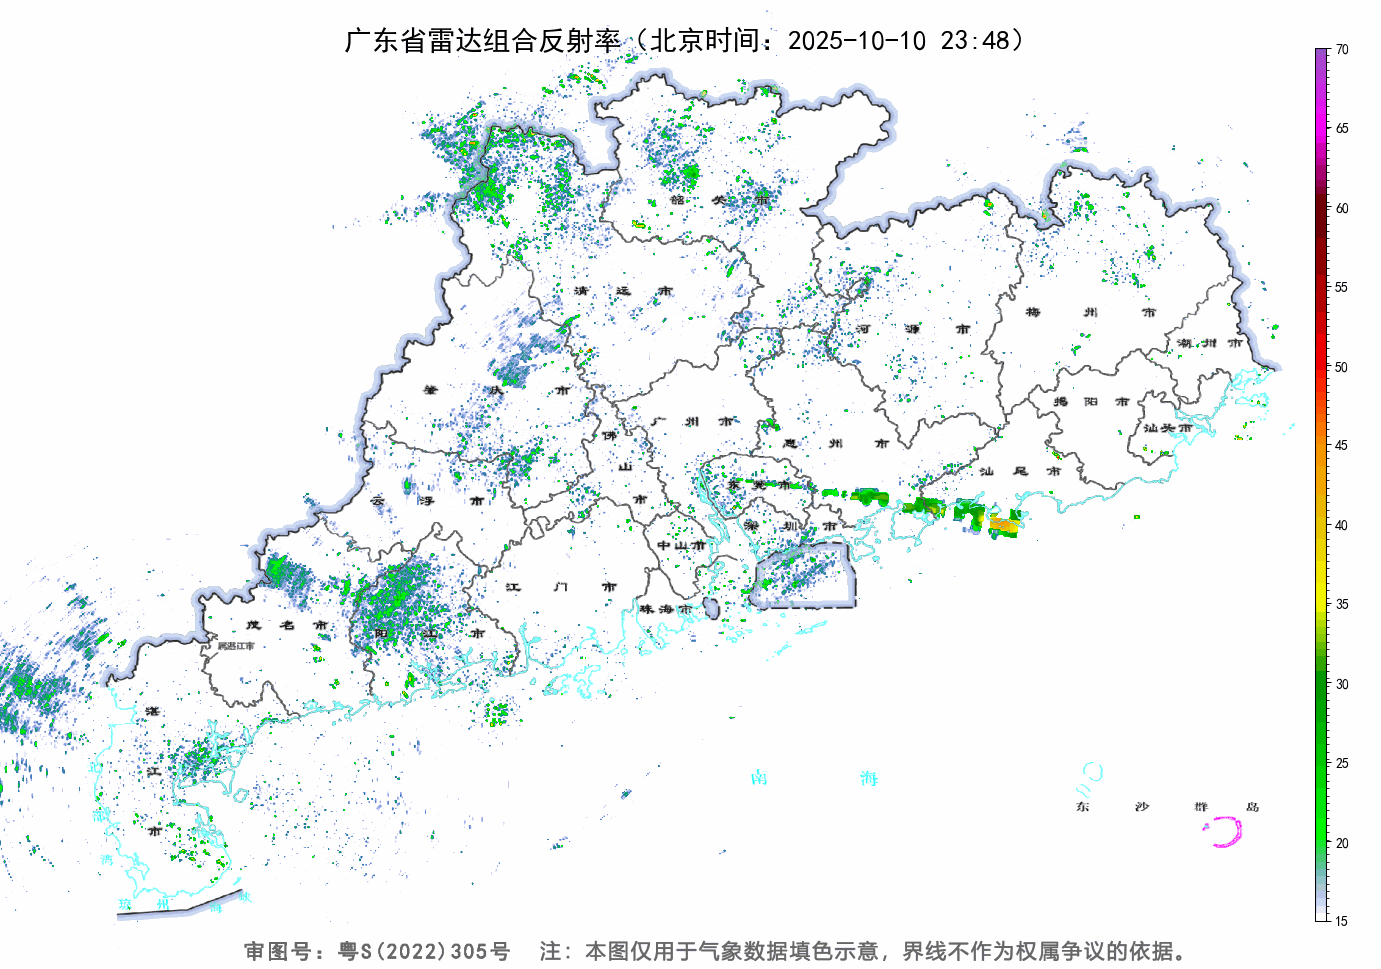 广东省雷达组合反射率（北京时间：2025-10-10 23:48）
70
65
60
55
50
45
40
35
30
25
20
15
韶 关 市
清 远 市
河 源 市
梅 州 市
潮 州 市
肇 庆 市
广 州 市
佛 山 市
惠 州 市
揭 阳 市
汕头市
汕 尾 市
云 浮 市
东 莞 市
深 圳 市
中山市
江 门 市
珠海市
茂 名 市
属湛江市
阳 江 市
湛 江 市
北 部 湾
南 海
东 沙 群 岛
琼 州 海 峡
审图号：粤S(2022)305号 注：本图仅用于气象数据填色示意，界线不作为权属争议的依据。